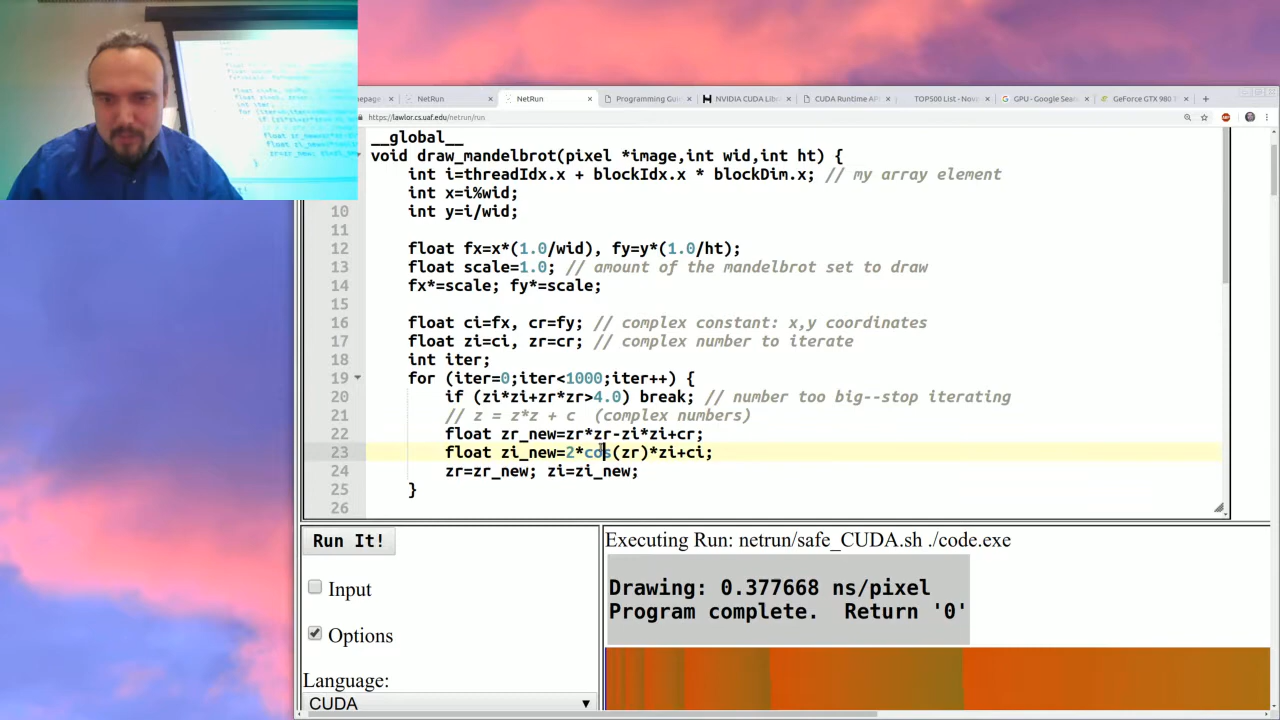 NetRun
NetRun
Programming Gui
NVIDIA CUDA Lib
CUDA Runtime AP
TOP500 List - Nov
GPU - Google Sear
GeForce GTX 980
https://lawlor.cs.uaf.edu/netrun/run
__global__
void draw_mandelbrot(pixel *image,int wid,int ht) {
int i=threadIdx.x + blockIdx.x * blockDim.x; // my array element
int x=i%wid;
10 int y=i/wid;
11
12 float fx=x*(1.0/wid), fy=y*(1.0/ht);
13 float scale=1.0; // amount of the mandelbrot set to draw
14 fx*=scale; fy*=scale;
15
16 float ci=fx, cr=fy; // complex constant: x,y coordinates
17 float zi=ci, zr=cr; // complex number to iterate
18 int iter;
19 for (iter=0;iter<1000;iter++) {
20 if (zi*zi+zr*zr>4.0) break; // number too big--stop iterating
21 // z = z*z + c (complex numbers)
22 float zr_new=zr*zr-zi*zi+cr;
23 float zi_new=2*cos(zr)*zi+ci;
24 zr=zr_new; zi=zi_new;
25 }
26
Run It!
Input
Options
Language:
CUDA
Executing Run: netrun/safe_CUDA.sh ./code.exe
Drawing: 0.377668 ns/pixel
Program complete. Return '0'